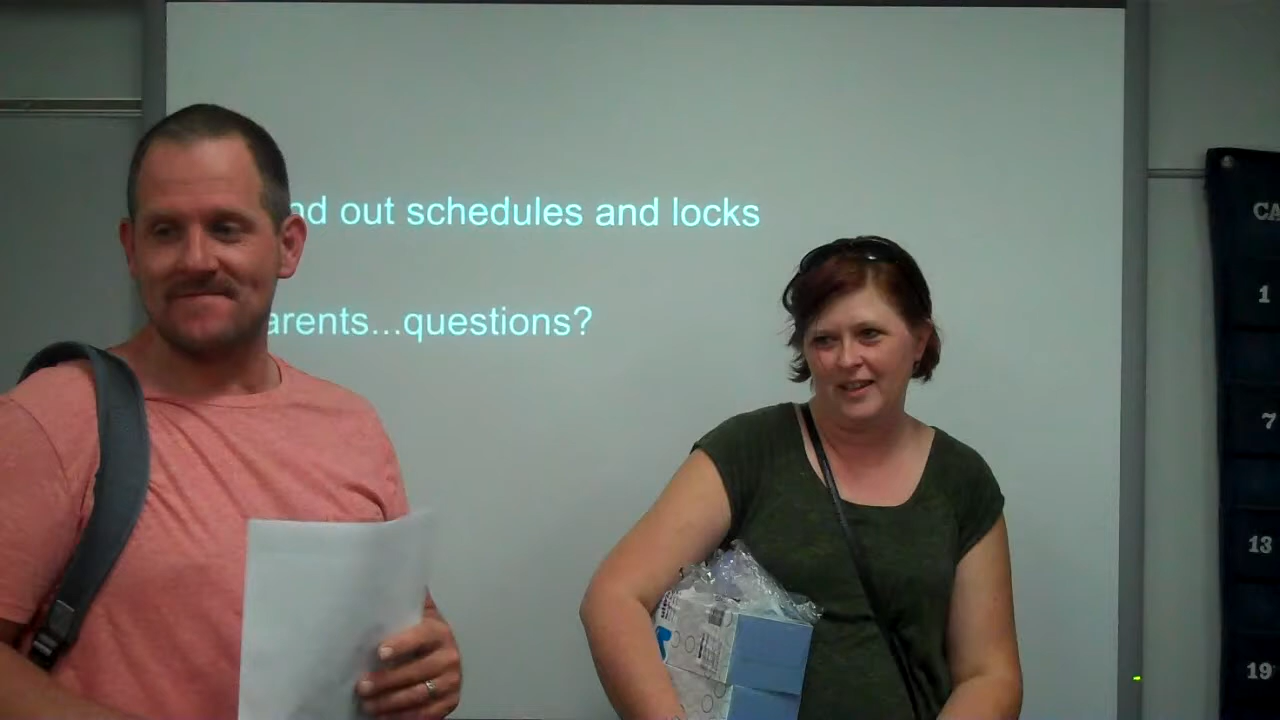 nd out schedules and locks
arents...questions?
CA
1
7
13
19